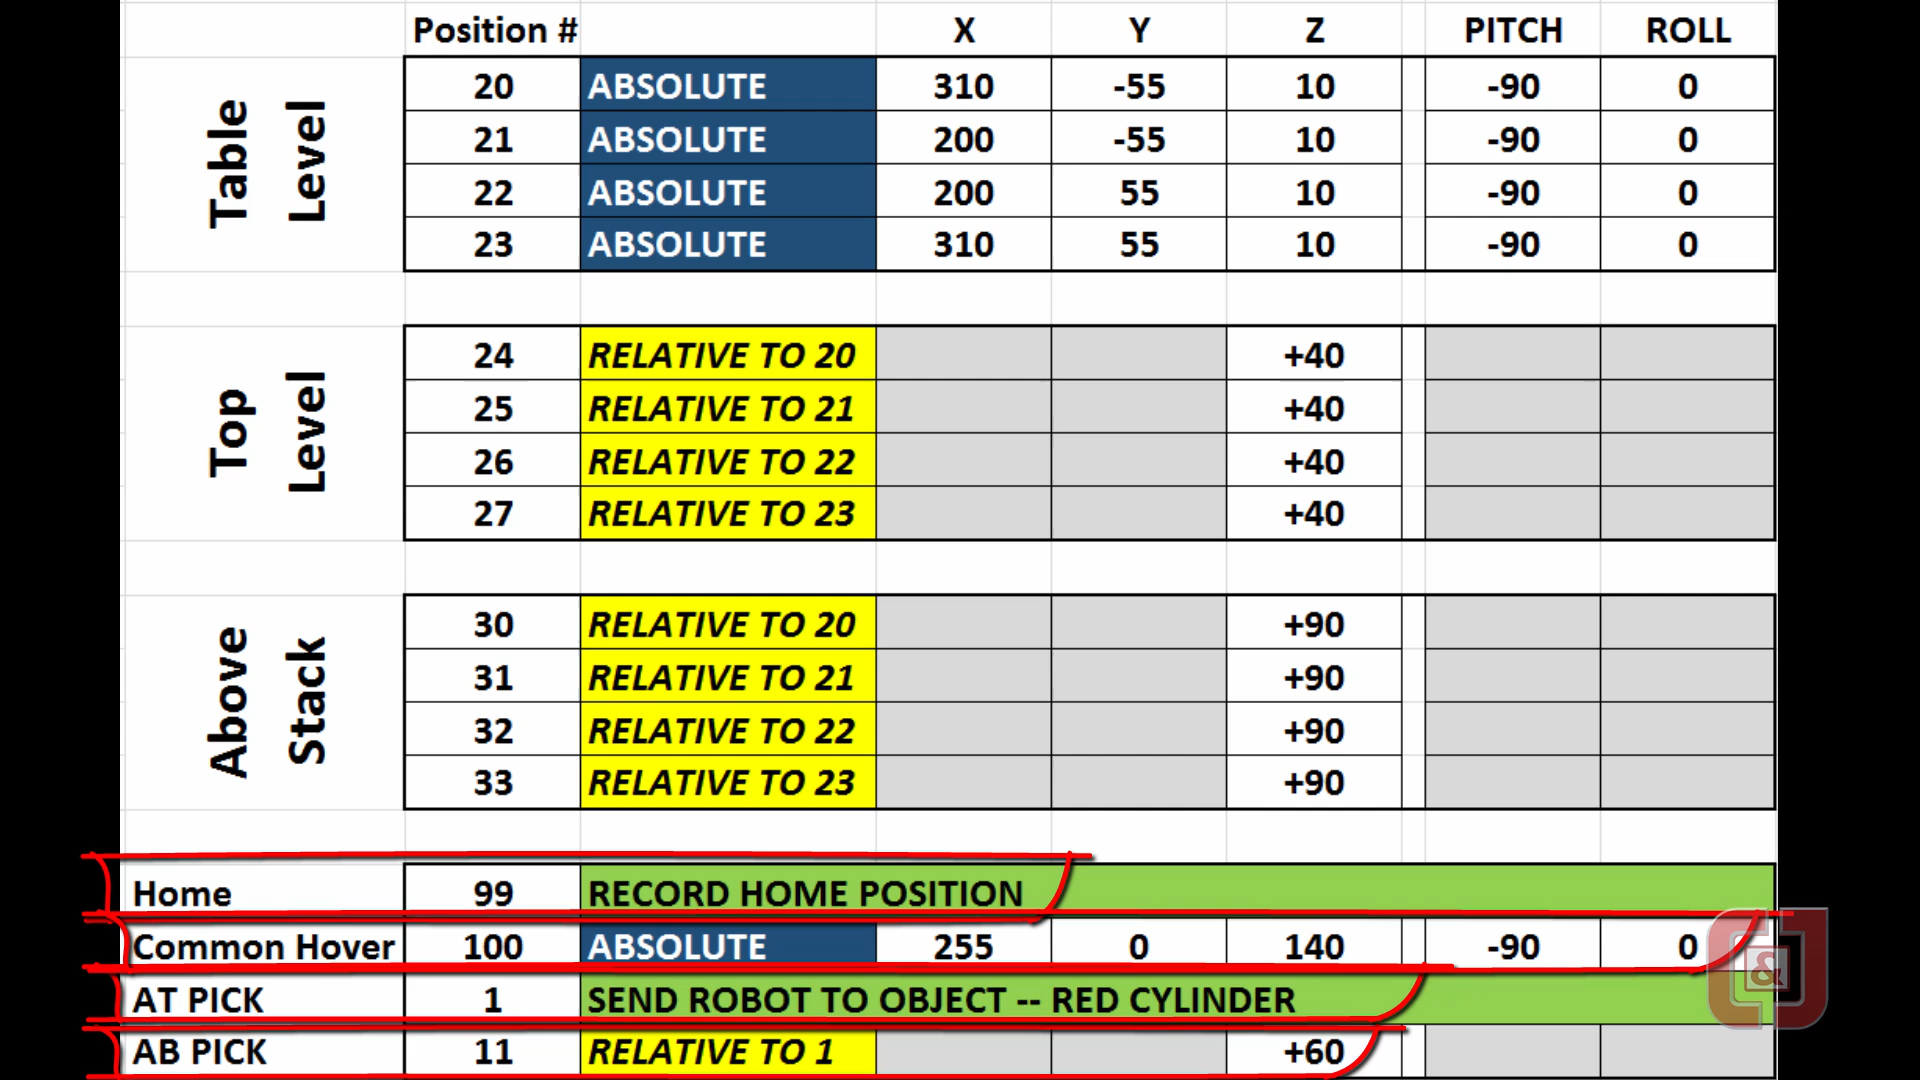 Position # X Y Z PITCH ROLL
Table Level
20 ABSOLUTE 310 -55 10 -90 0
21 ABSOLUTE 200 -55 10 -90 0
22 ABSOLUTE 200 55 10 -90 0
23 ABSOLUTE 310 55 10 -90 0
Top Level
24 RELATIVE TO 20 +40
25 RELATIVE TO 21 +40
26 RELATIVE TO 22 +40
27 RELATIVE TO 23 +40
Above Stack
30 RELATIVE TO 20 +90
31 RELATIVE TO 21 +90
32 RELATIVE TO 22 +90
33 RELATIVE TO 23 +90
Home 99 RECORD HOME POSITION
Common Hover 100 ABSOLUTE 255 0 140 -90 0
AT PICK 1 SEND ROBOT TO OBJECT -- RED CYLINDER
AB PICK 11 RELATIVE TO 1 +60
&